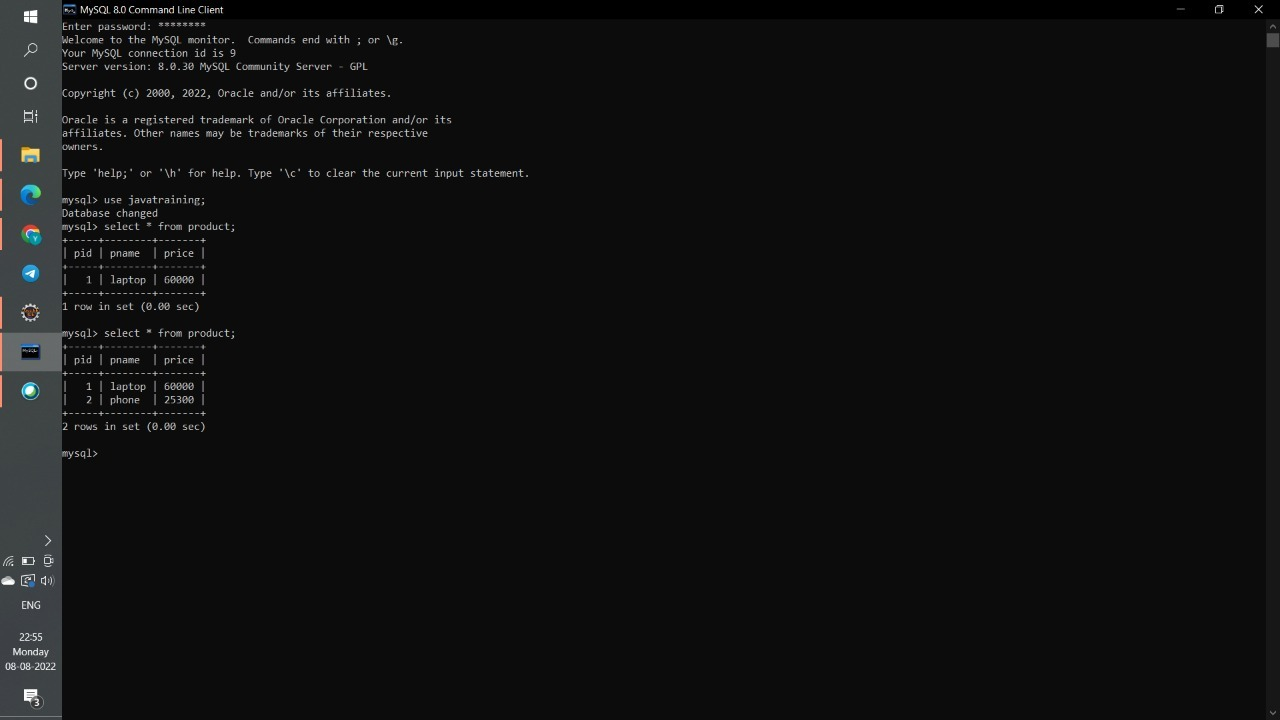 MySQL 8.0 Command Line Client
Enter password: ********
Welcome to the MySQL monitor.  Commands end with ; or \g.
Your MySQL connection id is 9
Server version: 8.0.30 MySQL Community Server - GPL
Copyright (c) 2000, 2022, Oracle and/or its affiliates.
Oracle is a registered trademark of Oracle Corporation and/or its
affiliates. Other names may be trademarks of their respective
owners.
Type 'help;' or '\h' for help. Type '\c' to clear the current input statement.
mysql> use javatraining;
Database changed
mysql> select * from product;
+-----+--------+-------+
| pid | pname  | price |
+-----+--------+-------+
|   1 | laptop | 60000 |
+-----+--------+-------+
1 row in set (0.00 sec)
mysql> select * from product;
+-----+--------+-------+
| pid | pname  | price |
+-----+--------+-------+
|   1 | laptop | 60000 |
|   2 | phone  | 25300 |
+-----+--------+-------+
2 rows in set (0.00 sec)
mysql>
ENG
22:55
Monday
08-08-2022
3